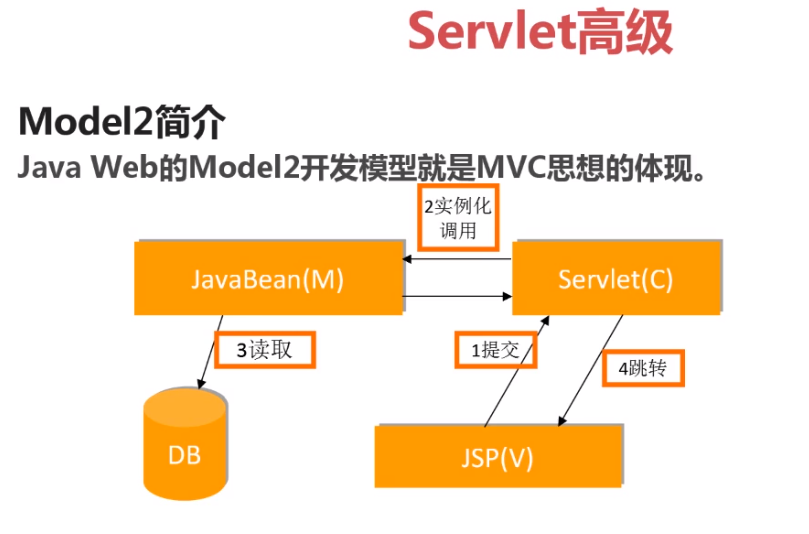 Servlet高级
Model2简介
Java Web的Model2开发模型就是MVC思想的体现。
2实例化
调用
JavaBean(M)
Servlet(C)
3读取
1提交
4跳转
DB
JSP(V)